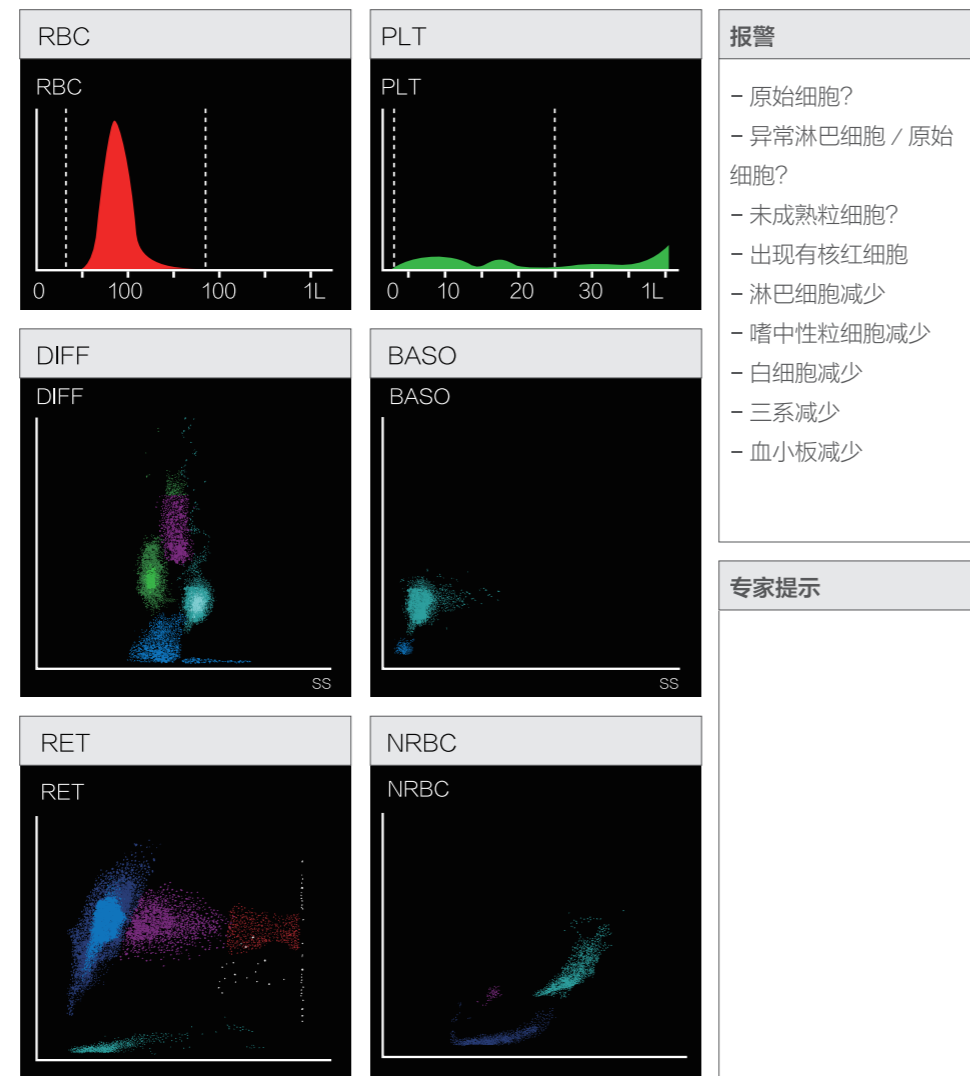 RBC
RBC
0 100 100 1L
PLT
PLT
0 10 20 30 1L
报警
- 原始细胞?
- 异常淋巴细胞 / 原始
细胞?
- 未成熟粒细胞?
- 出现有核红细胞
- 淋巴细胞减少
- 嗜中性粒细胞减少
- 白细胞减少
- 三系减少
- 血小板减少
DIFF
DIFF
SS
BASO
BASO
SS
专家提示
RET
RET
NRBC
NRBC